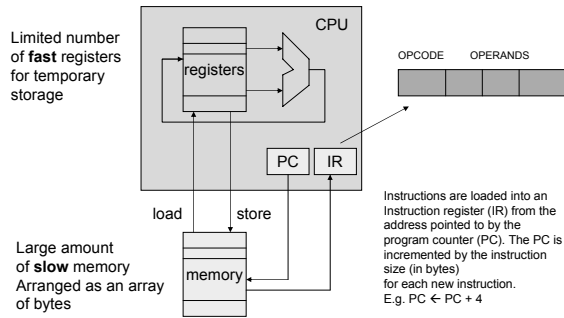 Limited number
of fast registers
for temporary
storage
CPU
registers
PC
IR
OPCODE OPERANDS
load
store
Large amount
of slow memory
Arranged as an array
of bytes
memory
Instructions are loaded into an
Instruction register (IR) from the
address pointed to by the
program counter (PC). The PC is
incremented by the instruction
size (in bytes)
for each new instruction.
E.g. PC ← PC + 4